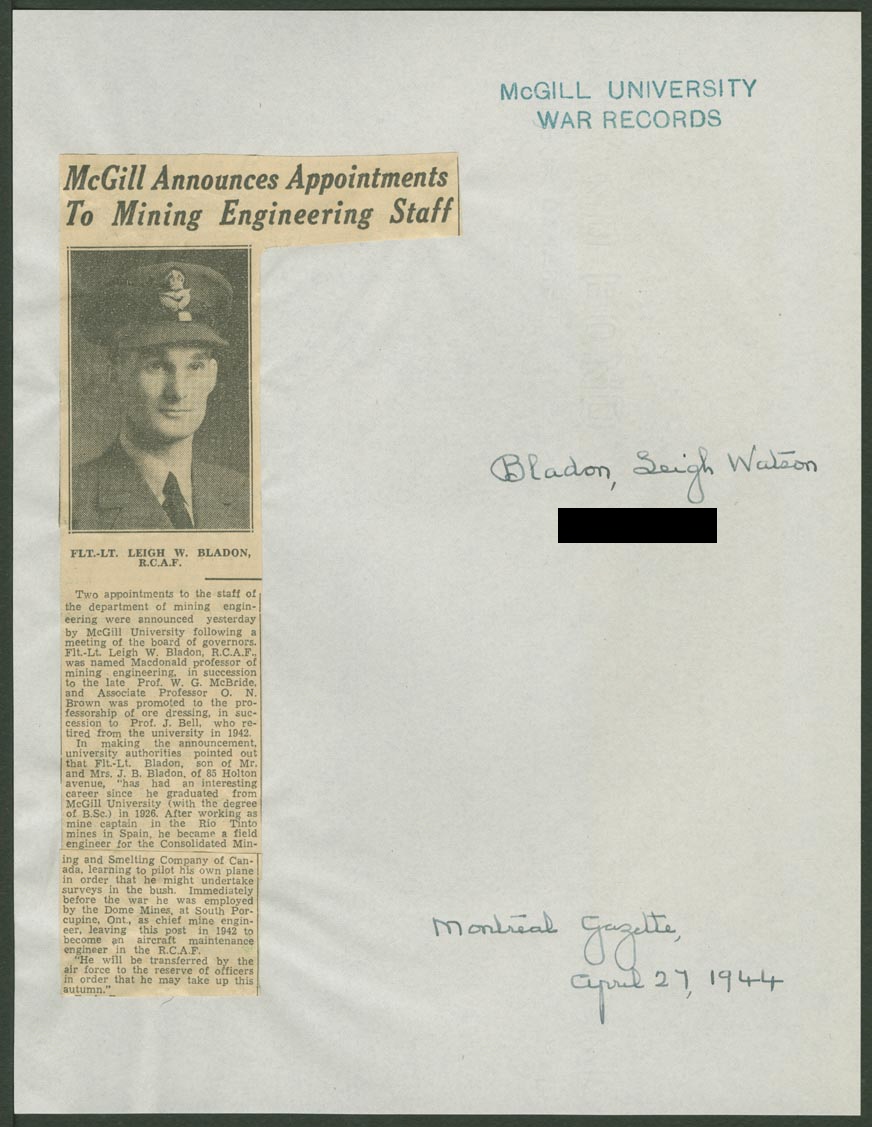 McGILL UNIVERSITY
WAR RECORDS
McGill Announces Appointments
To Mining Engineering Staff
FLT.-LT. LEIGH W. BLADON,
R.C.A.F.
Two appointments to the staff of
the department of mining engin-
eering were announced yesterday
by McGill University following a
meeting of the board of governors.
Flt.-Lt. Leigh W. Bladon, R.C.A.F.,
was named Macdonald professor of
mining engineering, in succession
to the late Prof. W. G. McBride,
and Associate Professor O. N.
Brown was promoted to the pro-
fessorship of ore dressing, in suc-
cession to Prof. J. Bell, who re-
tired from the university in 1942.
In making the announcement,
university authorities pointed out
that Flt.-Lt. Bladon, son of Mr.
and Mrs. J. B. Bladon, of 85 Holton
avenue, "has had an interesting
career since he graduated from
McGill University (with the degree
of B.Sc.) in 1926. After working as
mine captain in the Rio Tinto
mines in Spain, he became a field
engineer for the Consolidated Min-
ing and Smelting Company of Can-
ada, learning to pilot his own plane
in order that he might undertake
surveys in the bush. Immediately
before the war he was employed
by the Dome Mines, at South Por-
cupine, Ont., as chief mine engin-
eer, leaving this post in 1942 to
become an aircraft maintenance
engineer in the R.C.A.F.
"He will be transferred by the
air force to the reserve of officers
in order that he may take up this
autumn."
Bladon, Leigh Watson
Montreal Gazette,
April 27, 1944